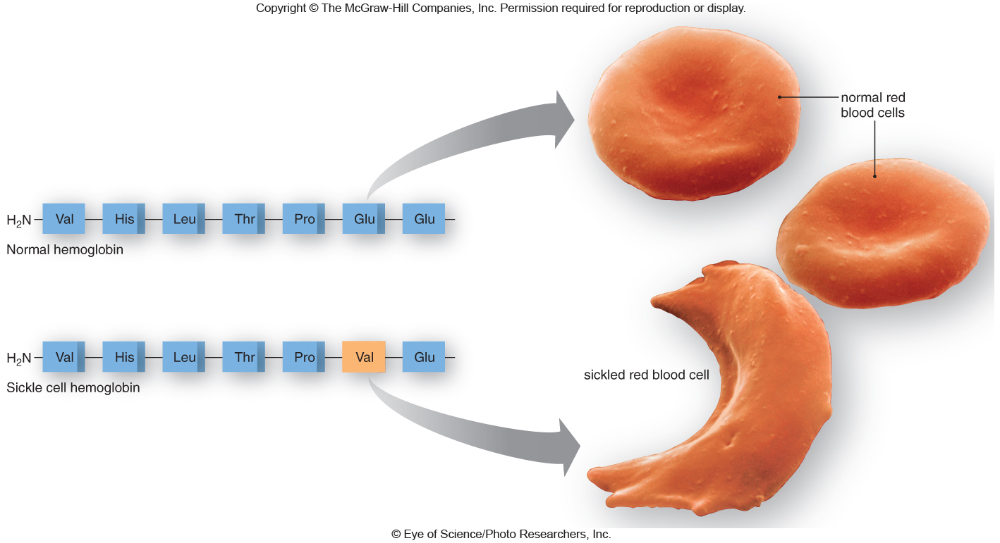 Copyright © The McGraw-Hill Companies, Inc. Permission required for reproduction or display.
normal red
blood cells
H₂N Val His Leu Thr Pro Glu Glu
Normal hemoglobin
H₂N Val His Leu Thr Pro Val Glu
Sickle cell hemoglobin
sickled red blood cell
© Eye of Science/Photo Researchers, Inc.